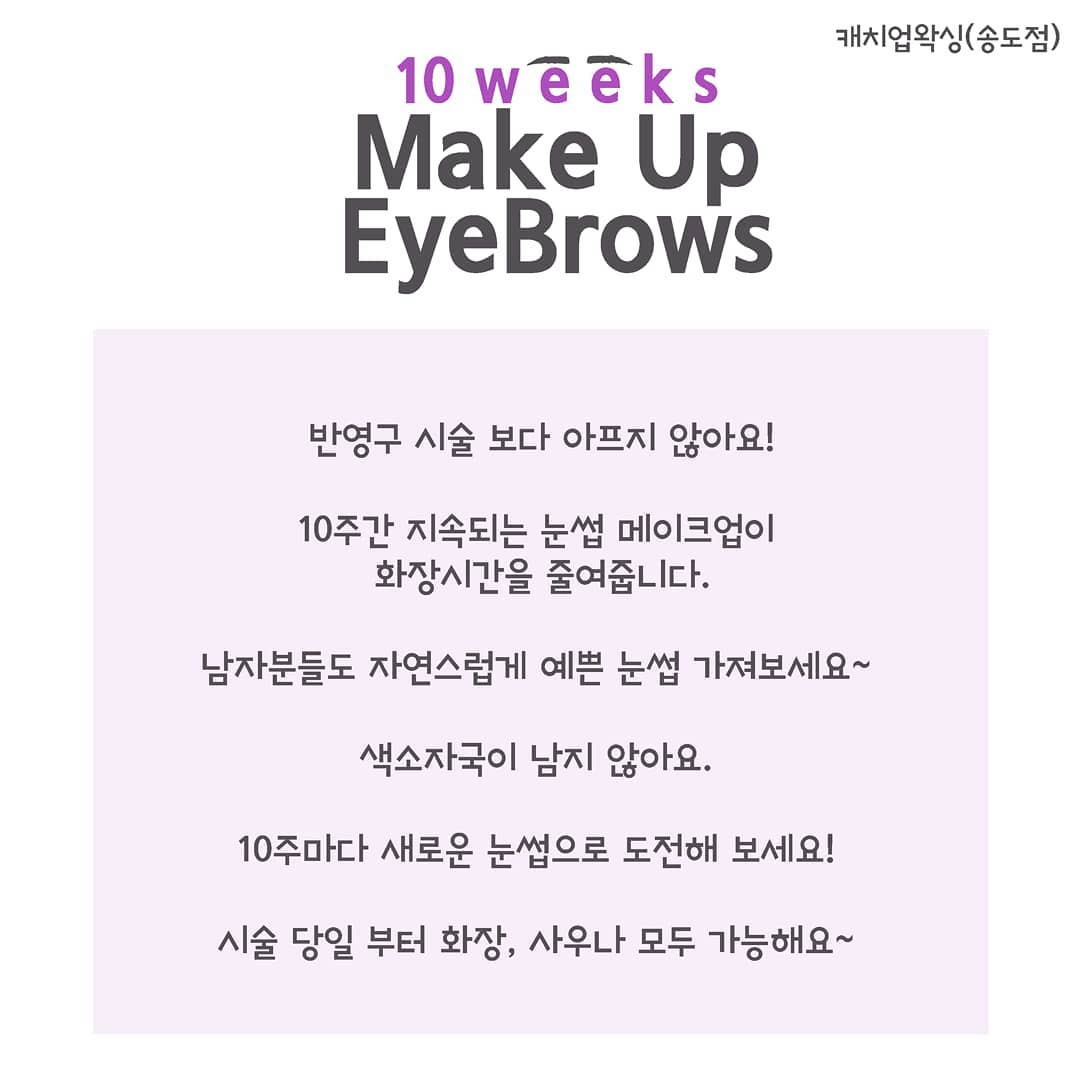 캐치업왁싱(송도점)
10 weeks
Make Up
EyeBrows
반영구 시술 보다 아프지 않아요!
10주간 지속되는 눈썹 메이크업이
화장시간을 줄여줍니다.
남자분들도 자연스럽게 예쁜 눈썹 가져보세요~
색소자국이 남지 않아요.
10주마다 새로운 눈썹으로 도전해 보세요!
시술 당일 부터 화장, 사우나 모두 가능해요~